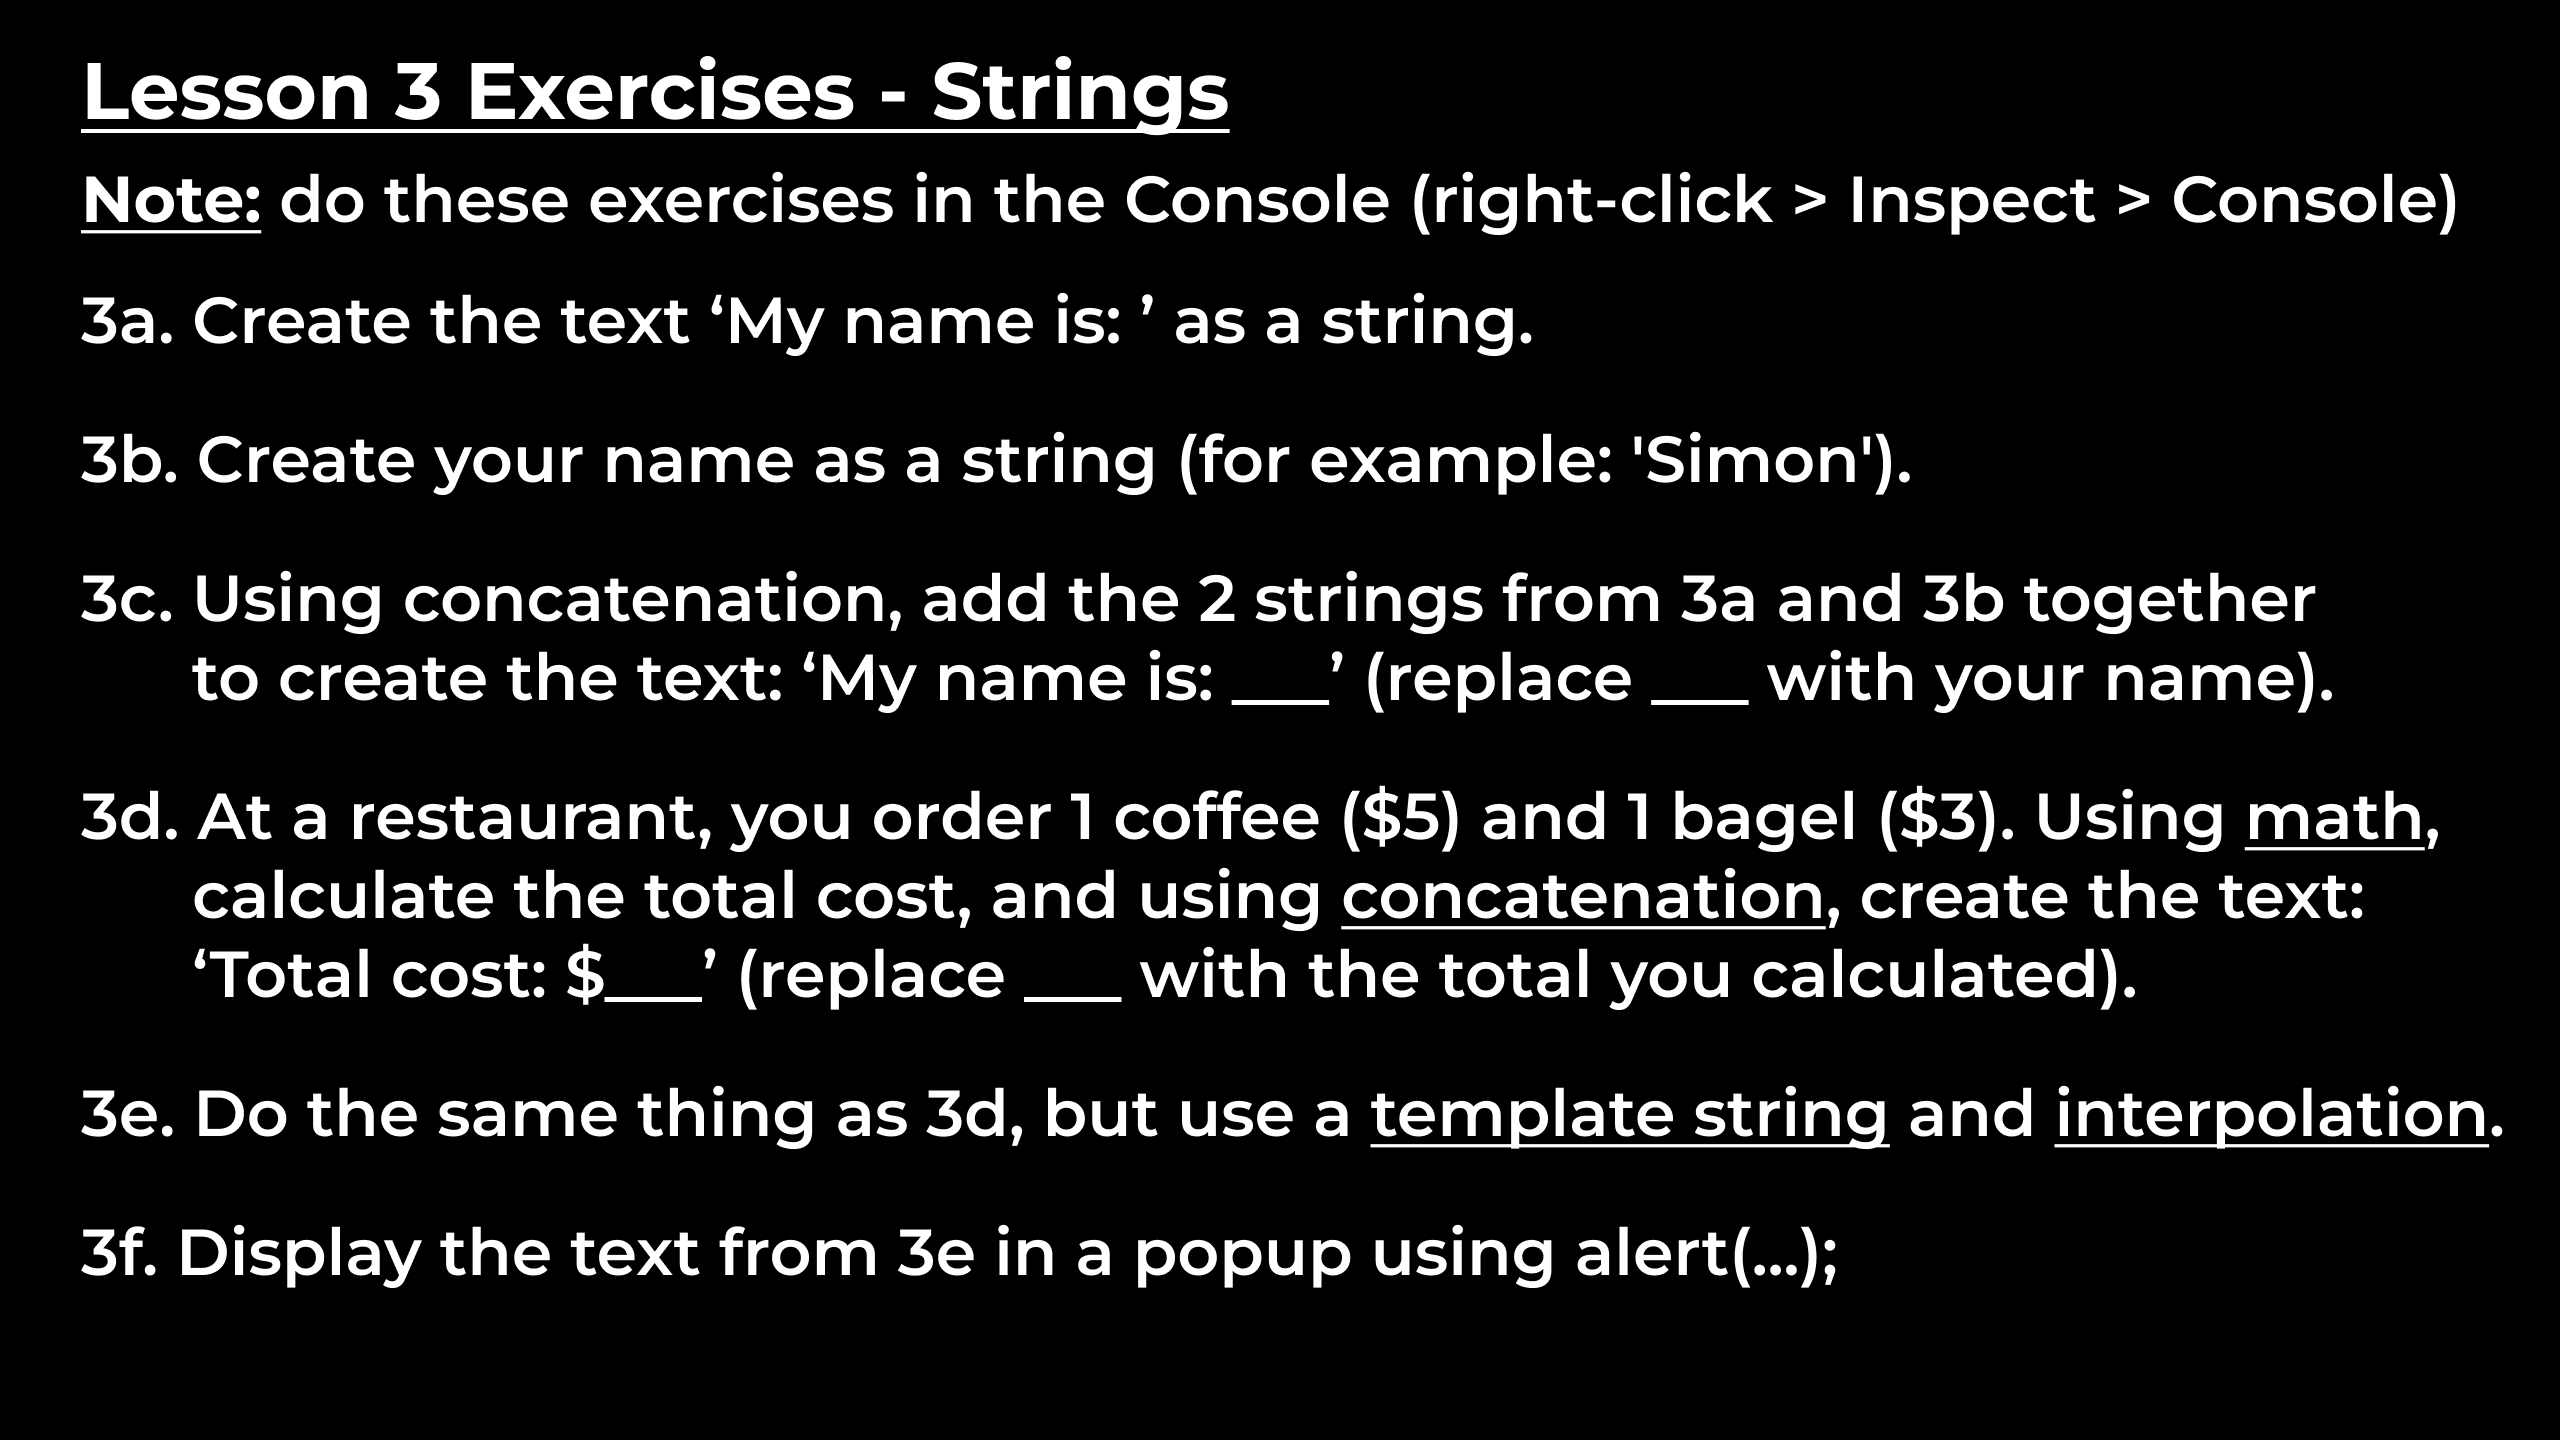 Lesson 3 Exercises - Strings
Note: do these exercises in the Console (right-click > Inspect > Console)
3a. Create the text ‘My name is: ’ as a string.
3b. Create your name as a string (for example: 'Simon').
3c. Using concatenation, add the 2 strings from 3a and 3b together
to create the text: ‘My name is: ___’ (replace ___ with your name).
3d. At a restaurant, you order 1 coffee ($5) and 1 bagel ($3). Using math,
calculate the total cost, and using concatenation, create the text:
‘Total cost: $___’ (replace ___ with the total you calculated).
3e. Do the same thing as 3d, but use a template string and interpolation.
3f. Display the text from 3e in a popup using alert(...);